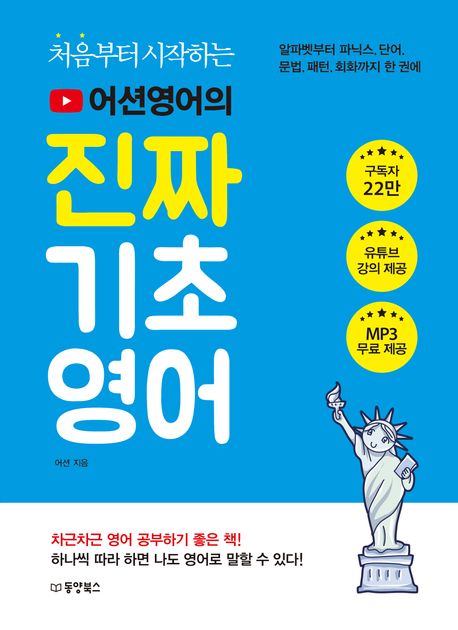 처음부터 시작하는
어션영어의
진짜
기초
영어
어션 지음
알파벳부터 파닉스, 단어,
문법, 패턴, 회화까지 한 권에
구독자
22만
유튜브
강의 제공
MP3
무료 제공
차근차근 영어 공부하기 좋은 책!
하나씩 따라 하면 나도 영어로 말할 수 있다!
동양북스